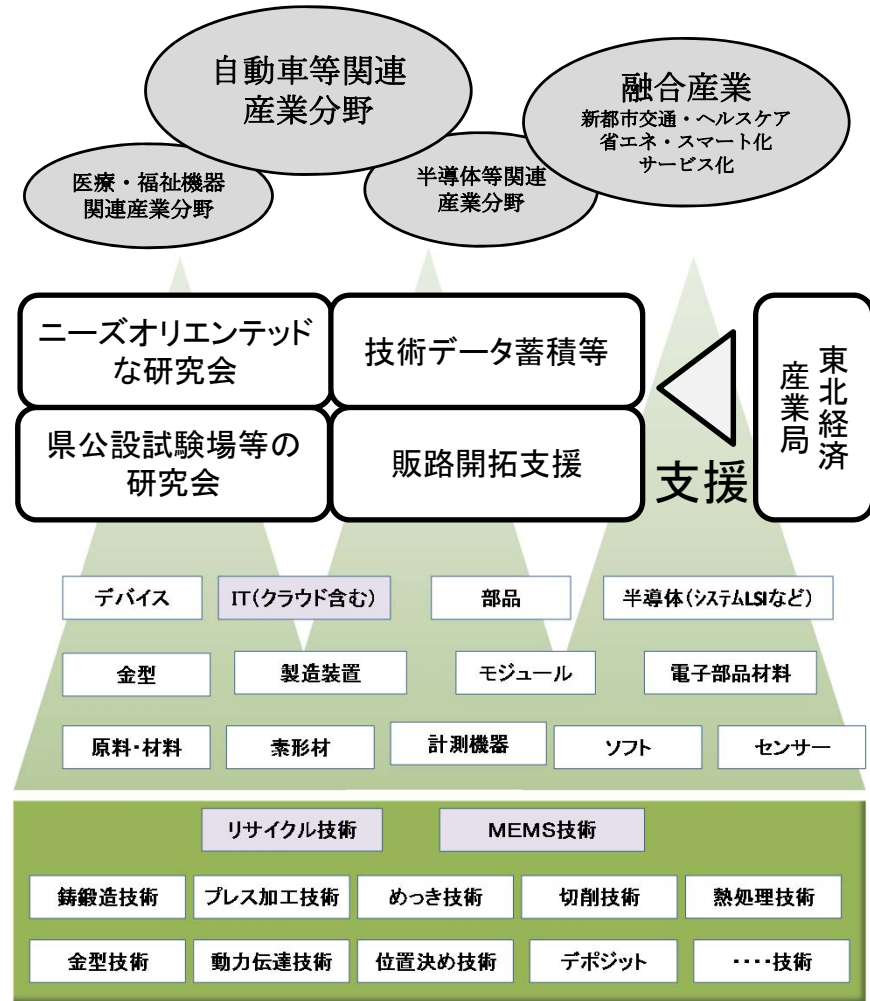 自動車等関連
産業分野
融合産業
新都市交通・ヘルスケア
省エネ・スマート化
サービス化
医療・福祉機器
関連産業分野
半導体等関連
産業分野
ニーズオリエンテッド
な研究会
技術データ蓄積等
県公設試験場等の
研究会
販路開拓支援
支援
東北経済
産業局
デバイス
IT(クラウド含む)
部品
半導体(システムLSIなど)
金型
製造装置
モジュール
電子部品材料
原料・材料
素形材
計測機器
ソフト
センサー
リサイクル技術
MEMS技術
鋳鍛造技術
プレス加工技術
めっき技術
切削技術
熱処理技術
金型技術
動力伝達技術
位置決め技術
デポジット
・・・・技術